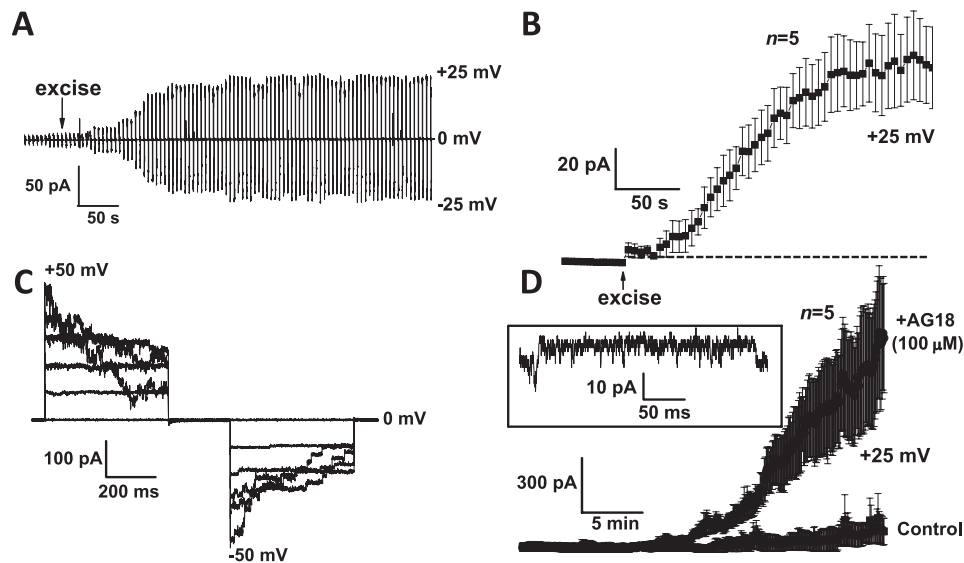 A
excise
+25 mV
0 mV
-25 mV
50 pA
50 s
B
n=5
+25 mV
20 pA
50 s
excise
C
+50 mV
0 mV
100 pA
200 ms
-50 mV
D
n=5
+AG18
(100 µM)
10 pA
50 ms
+25 mV
300 pA
5 min
Control